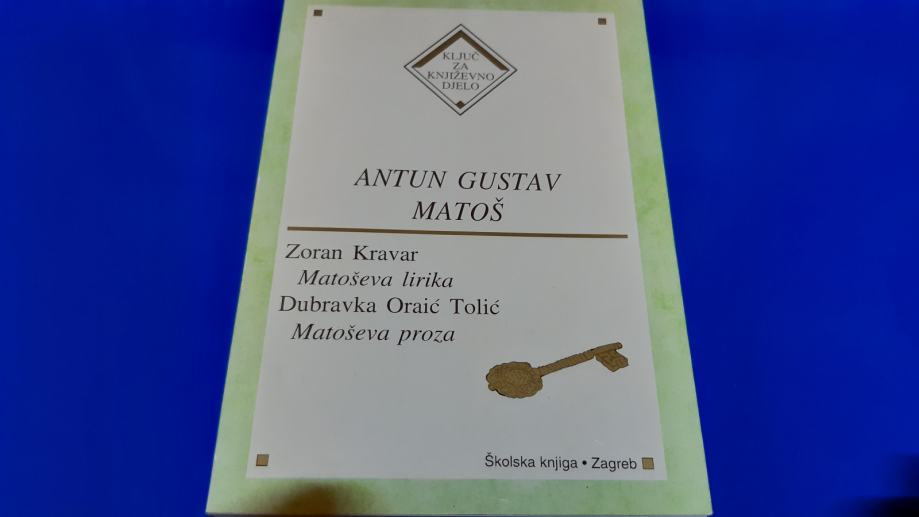 KLJUČ
ZA
KNJIŽEVNO
DJELO
ANTUN GUSTAV
MATOŠ
Zoran Kravar
Matoševa lirika
Dubravka Oraić Tolić
Matoševa proza
Školska knjiga • Zagreb